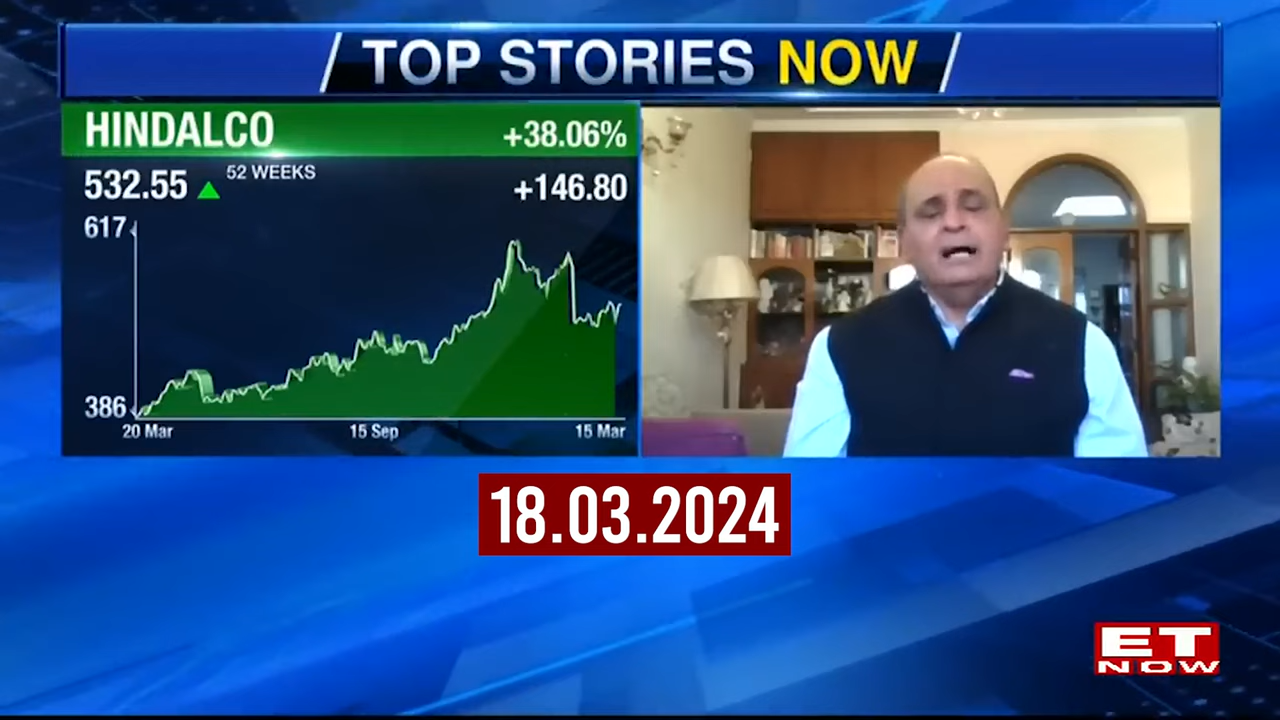 TOP STORIES NOW
HINDALCO +38.06%
532.55 52 WEEKS +146.80
617
386
20 Mar 15 Sep 15 Mar
18.03.2024
ET
NOW